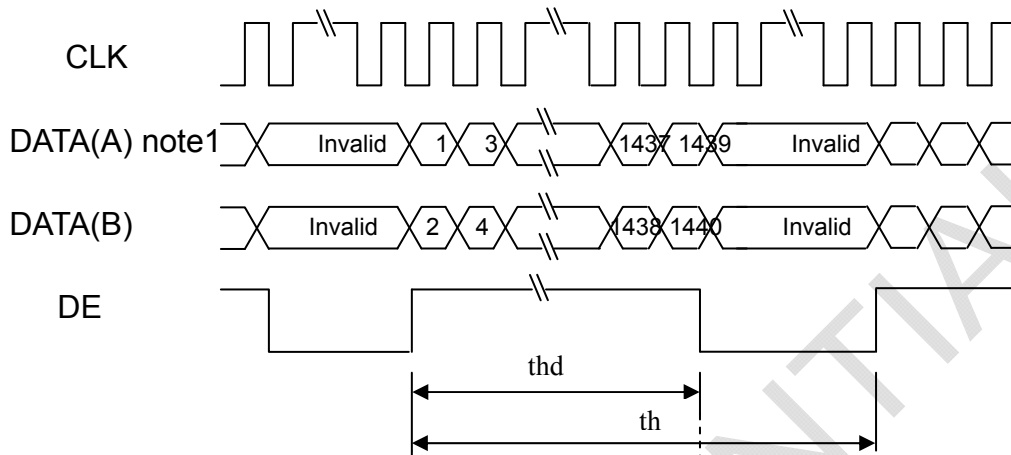 CLK
DATA(A) note1 Invalid 1 3 1437 1439 Invalid
DATA(B) Invalid 2 4 1438 1440 Invalid
DE
thd
th
NTIAL